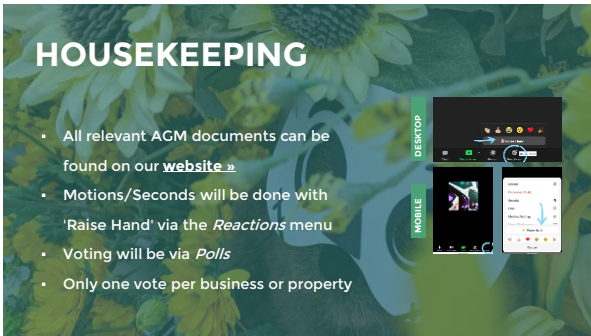 HOUSEKEEPING
▪ All relevant AGM documents can be
found on our website »
▪ Motions/Seconds will be done with
'Raise Hand' via the Reactions menu
▪ Voting will be via Polls
▪ Only one vote per business or property
DESKTOP
MOBILE